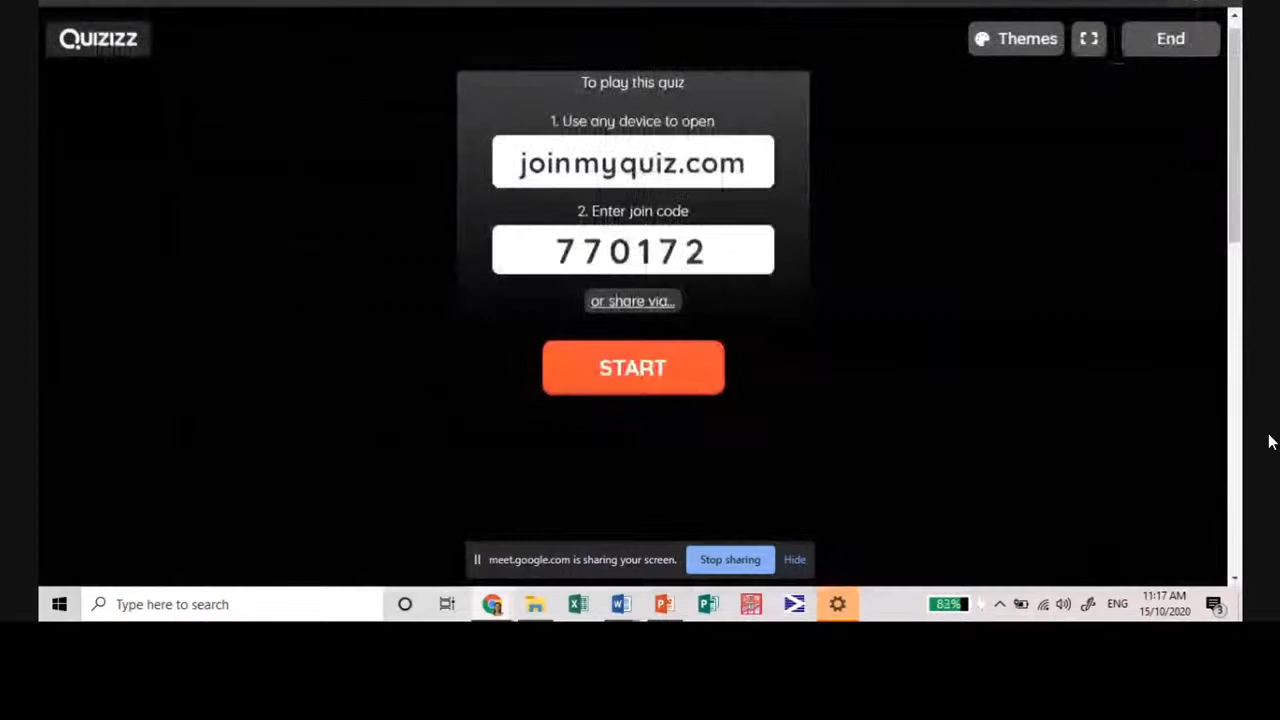 Quizizz
Themes
End
To play this quiz
1. Use any device to open
joinmyquiz.com
2. Enter join code
770172
or share via...
START
meet.google.com is sharing your screen.
Stop sharing
Hide
Type here to search
83%
ENG
11:17 AM
15/10/2020
3